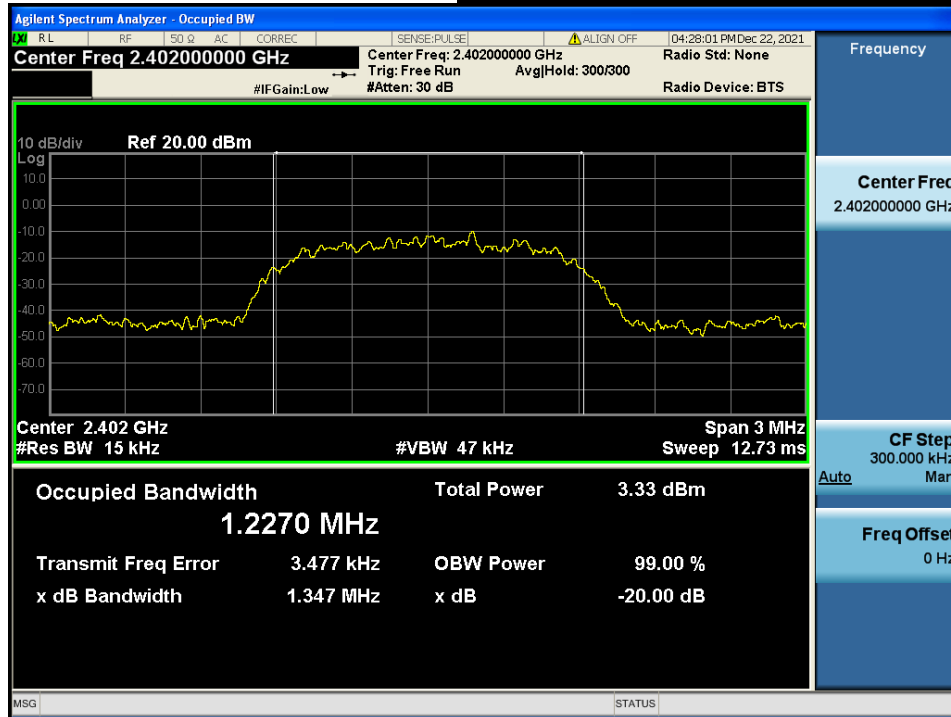 Agilent Spectrum Analyzer - Occupied BW
LXI RL RF 50 Ω AC CORREC SENSE:PULSE ALIGN OFF 04:28:01 PM Dec 22, 2021
Center Freq 2.402000000 GHz
Center Freq: 2.402000000 GHz
Radio Std: None
Trig: Free Run Avg|Hold: 300/300
#IFGain:Low
#Atten: 30 dB
Radio Device: BTS
10 dB/div Ref 20.00 dBm
Log
10.0
0.00
-10.0
-20.0
-30.0
-40.0
-50.0
-60.0
-70.0
Center 2.402 GHz Span 3 MHz
#Res BW 15 kHz #VBW 47 kHz Sweep 12.73 ms
Occupied Bandwidth Total Power 3.33 dBm
1.2270 MHz
Transmit Freq Error 3.477 kHz OBW Power 99.00 %
x dB Bandwidth 1.347 MHz x dB -20.00 dB
MSG STATUS
Frequency
Center Freq
2.402000000 GHz
CF Step
300.000 kHz
Auto Man
Freq Offset
0 Hz